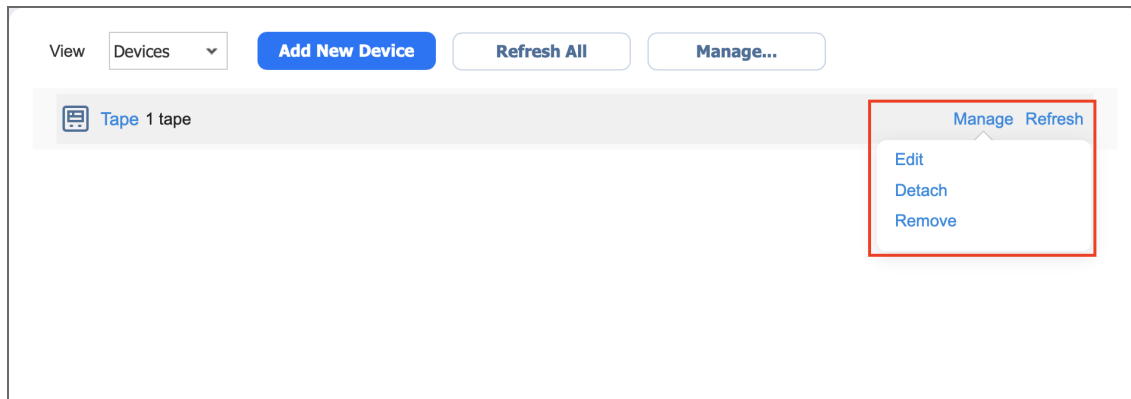 View Devices Add New Device Refresh All Manage...
Tape 1 tape Manage Refresh
Edit
Detach
Remove